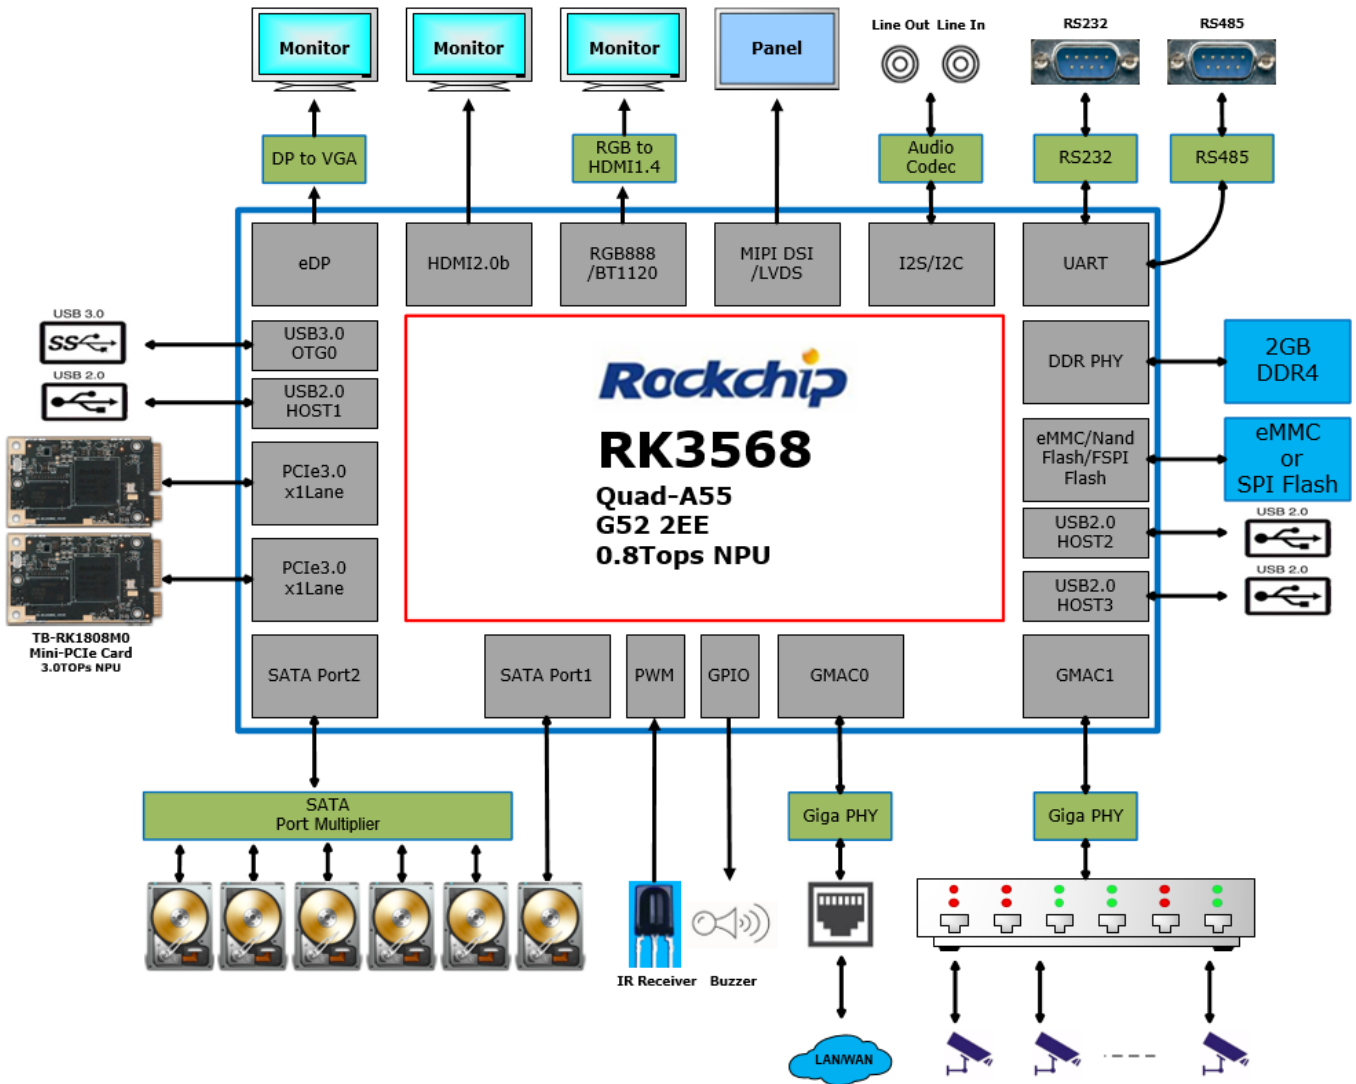 Monitor
Monitor
Monitor
Panel
Line Out
Line In
RS232
RS485
DP to VGA
RGB to
HDMI1.4
Audio
Codec
RS232
RS485
eDP
HDMI2.0b
RGB888
/BT1120
MIPI DSI
/LVDS
I2S/I2C
UART
USB 3.0
SS
USB3.0
OTG0
USB 2.0
USB2.0
HOST1
PCIe3.0
x1Lane
PCIe3.0
x1Lane
TB-RK1808M0
Mini-PCIe Card
3.0TOPs NPU
Rockchip
RK3568
Quad-A55
G52 2EE
0.8Tops NPU
DDR PHY
2GB
DDR4
eMMC/Nand
Flash/FSPI
Flash
eMMC
or
SPI Flash
USB2.0
HOST2
USB 2.0
USB2.0
HOST3
USB 2.0
SATA Port2
SATA Port1
PWM
GPIO
GMAC0
GMAC1
SATA
Port Multiplier
Giga PHY
Giga PHY
IR Receiver
Buzzer
LAN/WAN